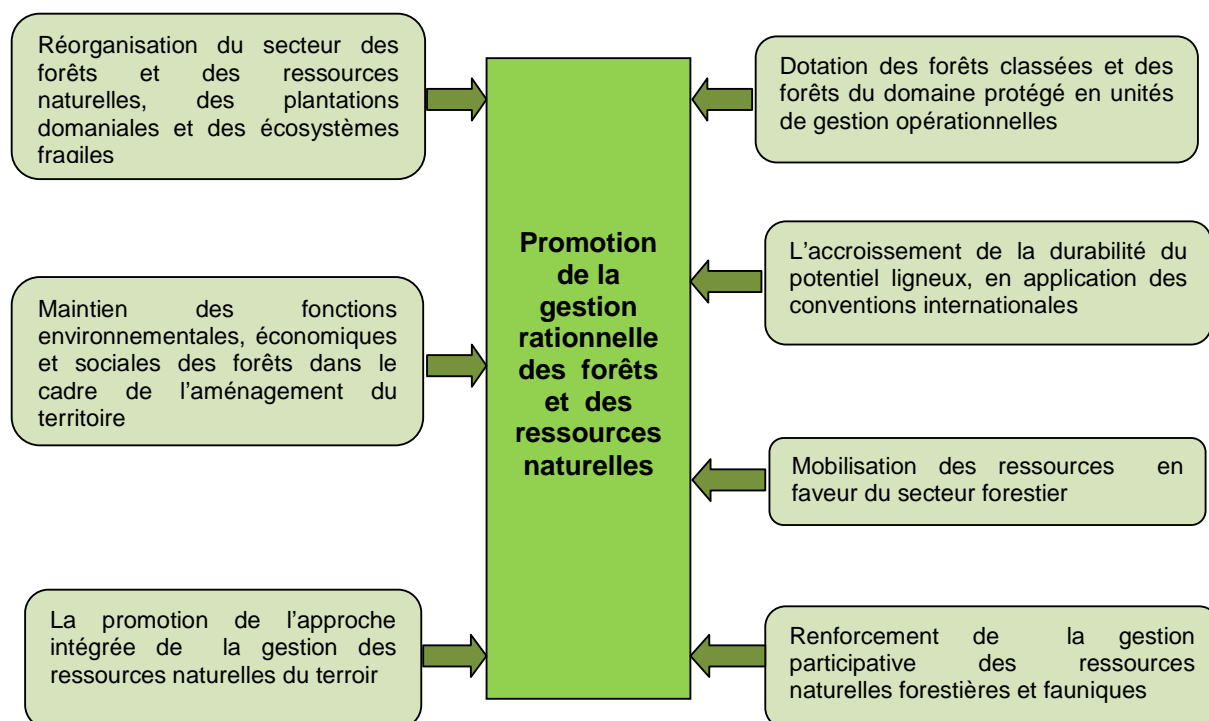 Réorganisation du secteur des
forêts et des ressources
naturelles, des plantations
domaniales et des écosystèmes
fragiles
Maintien des fonctions
environnementales, économiques
et sociales des forêts dans le
cadre de l'aménagement du
territoire
La promotion de l'approche
intégrée de la gestion des
ressources naturelles du terroir
Promotion
de la
gestion
rationnelle
des forêts
et des
ressources
naturelles
Dotation des forêts classées et des
forêts du domaine protégé en unités
de gestion opérationnelles
L'accroissement de la durabilité du
potentiel ligneux, en application des
conventions internationales
Mobilisation des ressources en
faveur du secteur forestier
Renforcement de la gestion
participative des ressources
naturelles forestières et fauniques